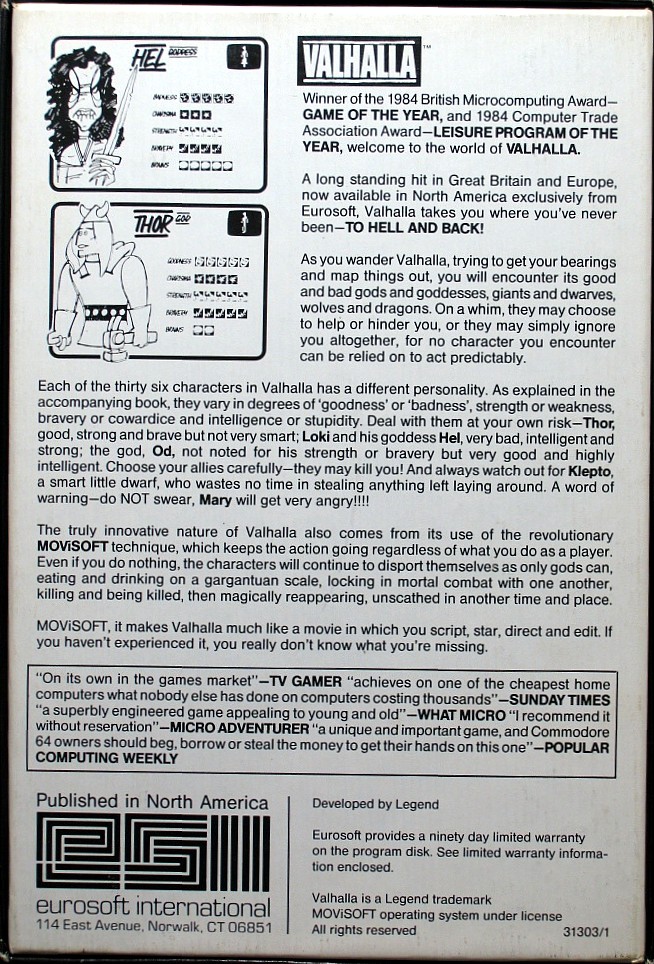 HEL GODDESS
BADNESS
CHARISMA
STRENGTH
BRAVERY
BRAINS
THOR GOD
GOODNESS
CHARISMA
STRENGTH
BRAVERY
BRAINS
VALHALLA™
Winner of the 1984 British Microcomputing Award—
GAME OF THE YEAR, and 1984 Computer Trade
Association Award—LEISURE PROGRAM OF THE
YEAR, welcome to the world of VALHALLA.
A long standing hit in Great Britain and Europe,
now available in North America exclusively from
Eurosoft, Valhalla takes you where you've never
been—TO HELL AND BACK!
As you wander Valhalla, trying to get your bearings
and map things out, you will encounter its good
and bad gods and goddesses, giants and dwarves,
wolves and dragons. On a whim, they may choose
to help or hinder you, or they may simply ignore
you altogether, for no character you encounter
can be relied on to act predictably.
Each of the thirty six characters in Valhalla has a different personality. As explained in the
accompanying book, they vary in degrees of 'goodness' or 'badness', strength or weakness,
bravery or cowardice and intelligence or stupidity. Deal with them at your own risk—Thor,
good, strong and brave but not very smart; Loki and his goddess Hel, very bad, intelligent and
strong; the god, Od, not noted for his strength or bravery but very good and highly
intelligent. Choose your allies carefully—they may kill you! And always watch out for Klepto,
a smart little dwarf, who wastes no time in stealing anything left laying around. A word of
warning—do NOT swear, Mary will get very angry!!!!
The truly innovative nature of Valhalla also comes from its use of the revolutionary
MOViSOFT technique, which keeps the action going regardless of what you do as a player.
Even if you do nothing, the characters will continue to disport themselves as only gods can,
eating and drinking on a gargantuan scale, locking in mortal combat with one another,
killing and being killed, then magically reappearing, unscathed in another time and place.
MOViSOFT, it makes Valhalla much like a movie in which you script, star, direct and edit. If
you haven't experienced it, you really don't know what you're missing.
"On its own in the games market"—TV GAMER "achieves on one of the cheapest home
computers what nobody else has done on computers costing thousands"—SUNDAY TIMES
"a superbly engineered game appealing to young and old"—WHAT MICRO "I recommend it
without reservation"—MICRO ADVENTURER "a unique and important game, and Commodore
64 owners should beg, borrow or steal the money to get their hands on this one"—POPULAR
COMPUTING WEEKLY
Published in North America
eurosoft international
114 East Avenue, Norwalk, CT 06851
Developed by Legend
Eurosoft provides a ninety day limited warranty
on the program disk. See limited warranty informa-
tion enclosed.
Valhalla is a Legend trademark
MOViSOFT operating system under license
All rights reserved
31303/1